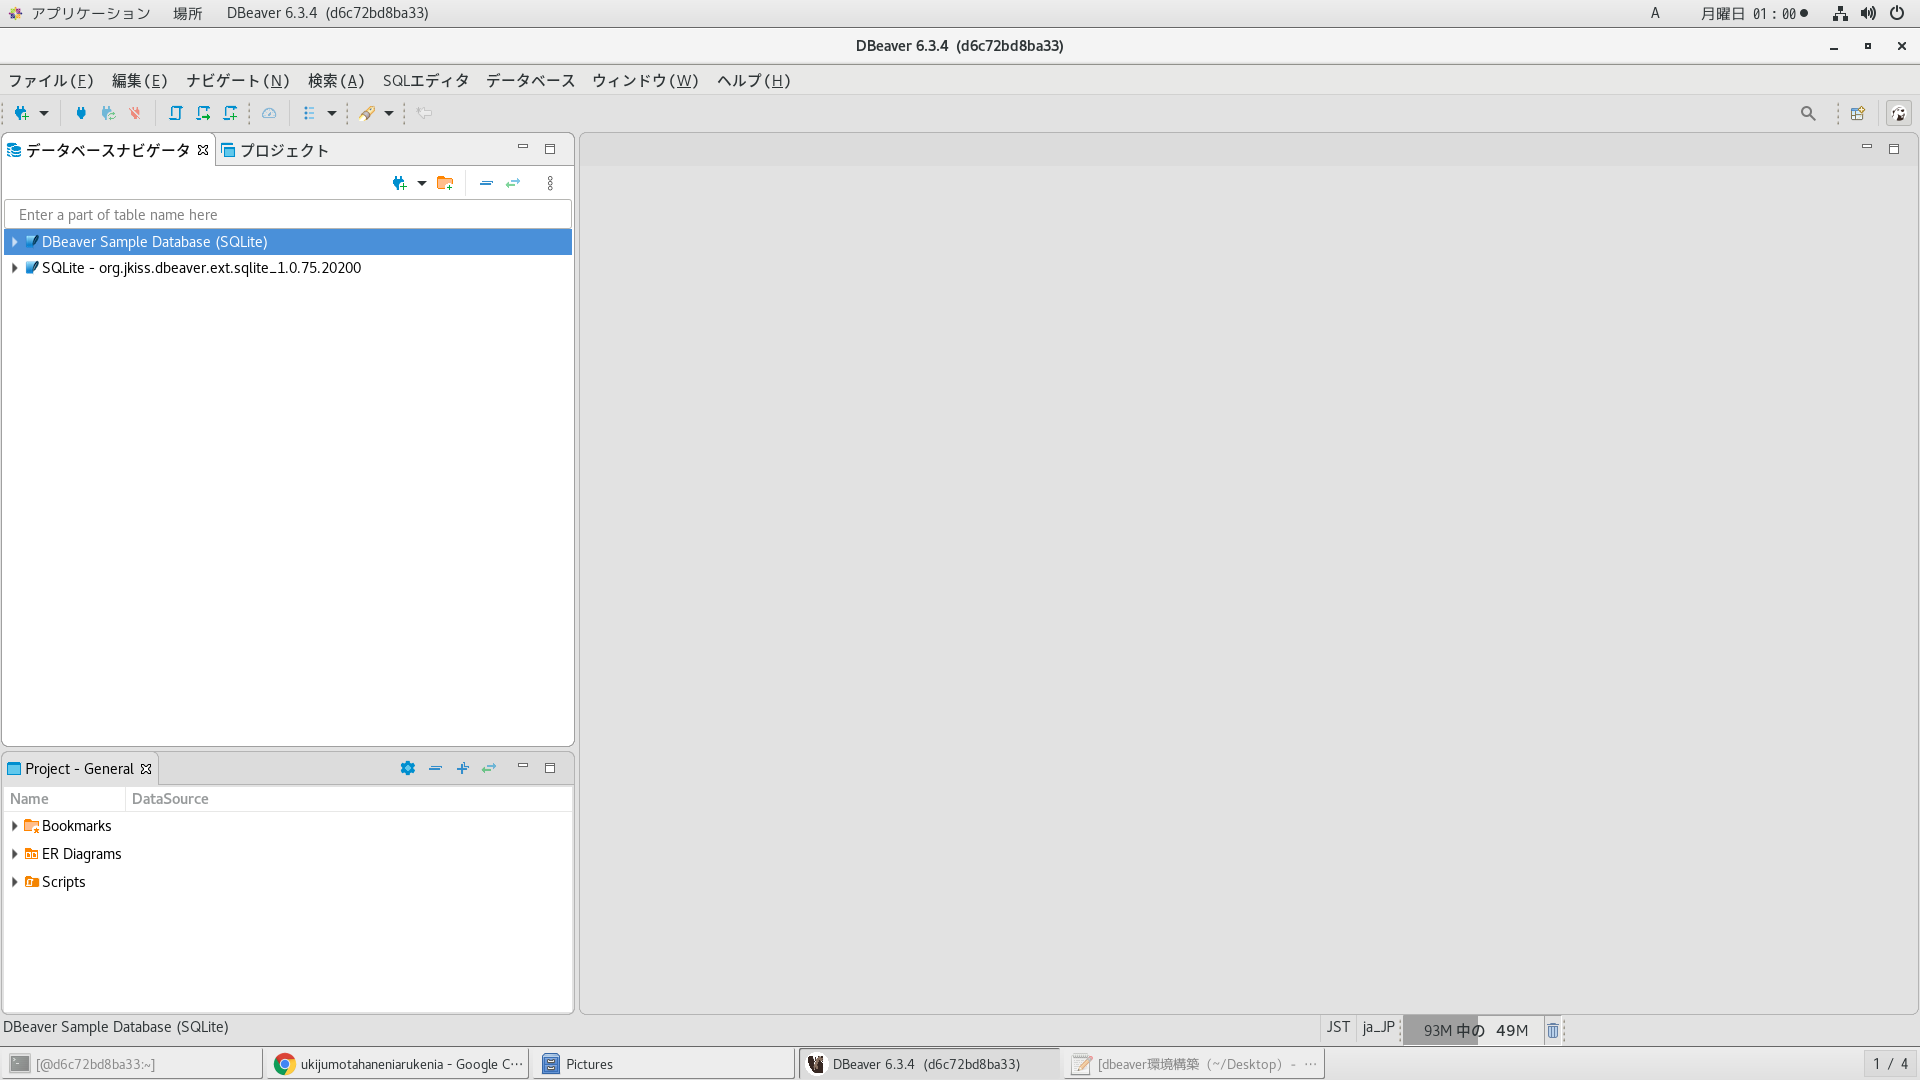 アプリケーション 場所 DBeaver 6.3.4 (d6c72bd8ba33) A 月曜日 01：00
DBeaver 6.3.4 (d6c72bd8ba33)
ファイル(F) 編集(E) ナビゲート(N) 検索(A) SQLエディタ データベース ウィンドウ(W) ヘルプ(H)
データベースナビゲータ プロジェクト
Enter a part of table name here
DBeaver Sample Database (SQLite)
SQLite - org.jkiss.dbeaver.ext.sqlite_1.0.75.20200
Project - General
Name DataSource
Bookmarks
ER Diagrams
Scripts
DBeaver Sample Database (SQLite) JST ja_JP 93M 中の 49M
[@d6c72bd8ba33:~] ukijumotahaneniarukenia - Google C… Pictures DBeaver 6.3.4 (d6c72bd8ba33) [dbeaver環境構築（~/Desktop）- … 1 / 4